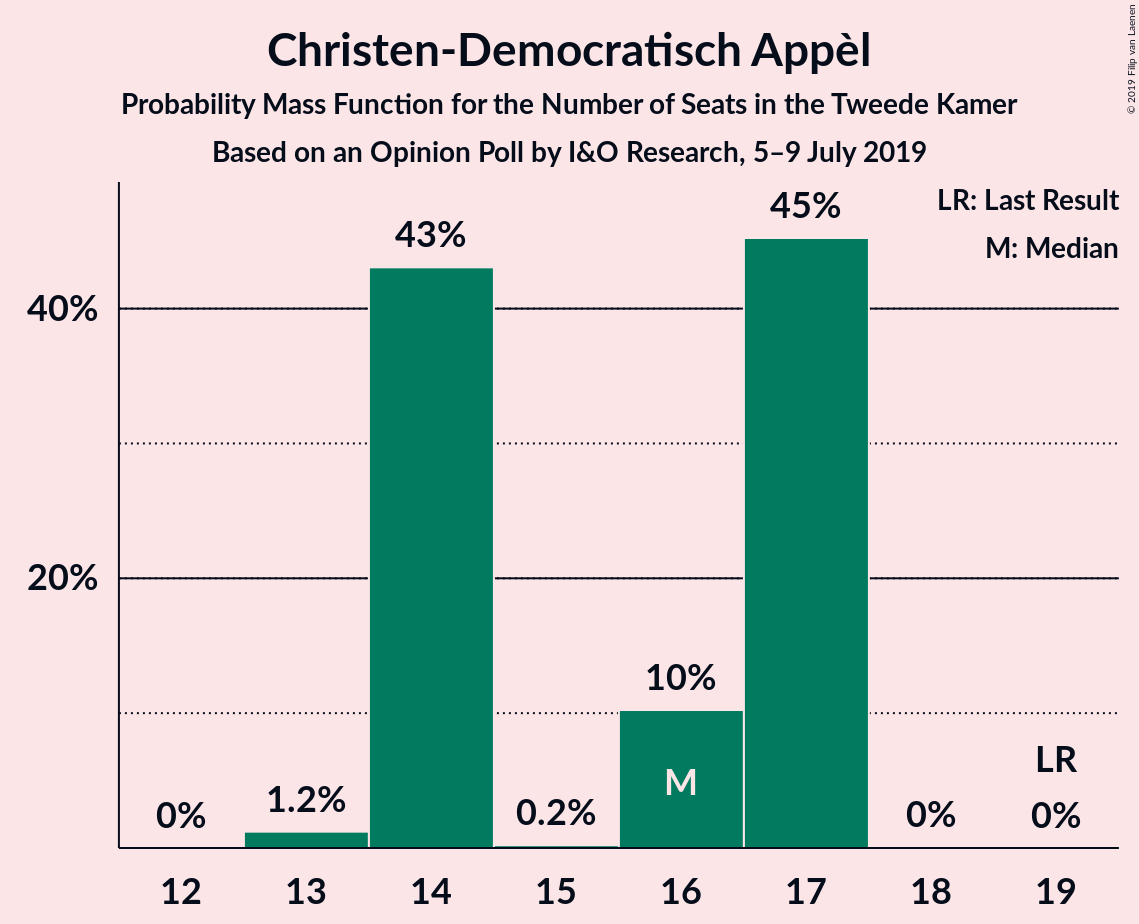 Christen-Democratisch Appèl
Probability Mass Function for the Number of Seats in the Tweede Kamer
Based on an Opinion Poll by I&O Research, 5–9 July 2019
© 2019 Filip van Laenen
LR: Last Result
M: Median
45%
43%
40%
20%
10%
M
LR
0%
1.2%
0.2%
0%
0%
12 13 14 15 16 17 18 19